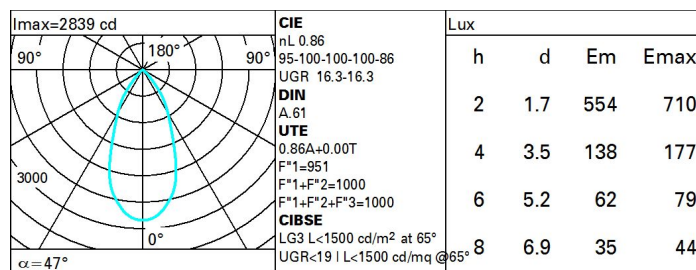 Imax=2839 cd
90°
180°
90°
3000
0°
α=47°
CIE
nL 0.86
95-100-100-100-86
UGR 16.3-16.3
DIN
A.61
UTE
0.86A+0.00T
F"1=951
F"1+F"2=1000
F"1+F"2+F"3=1000
CIBSE
LG3 L<1500 cd/m² at 65°
UGR<19 | L<1500 cd/mq @65°
Lux
h d Em Emax
2 1.7 554 710
4 3.5 138 177
6 5.2 62 79
8 6.9 35 44